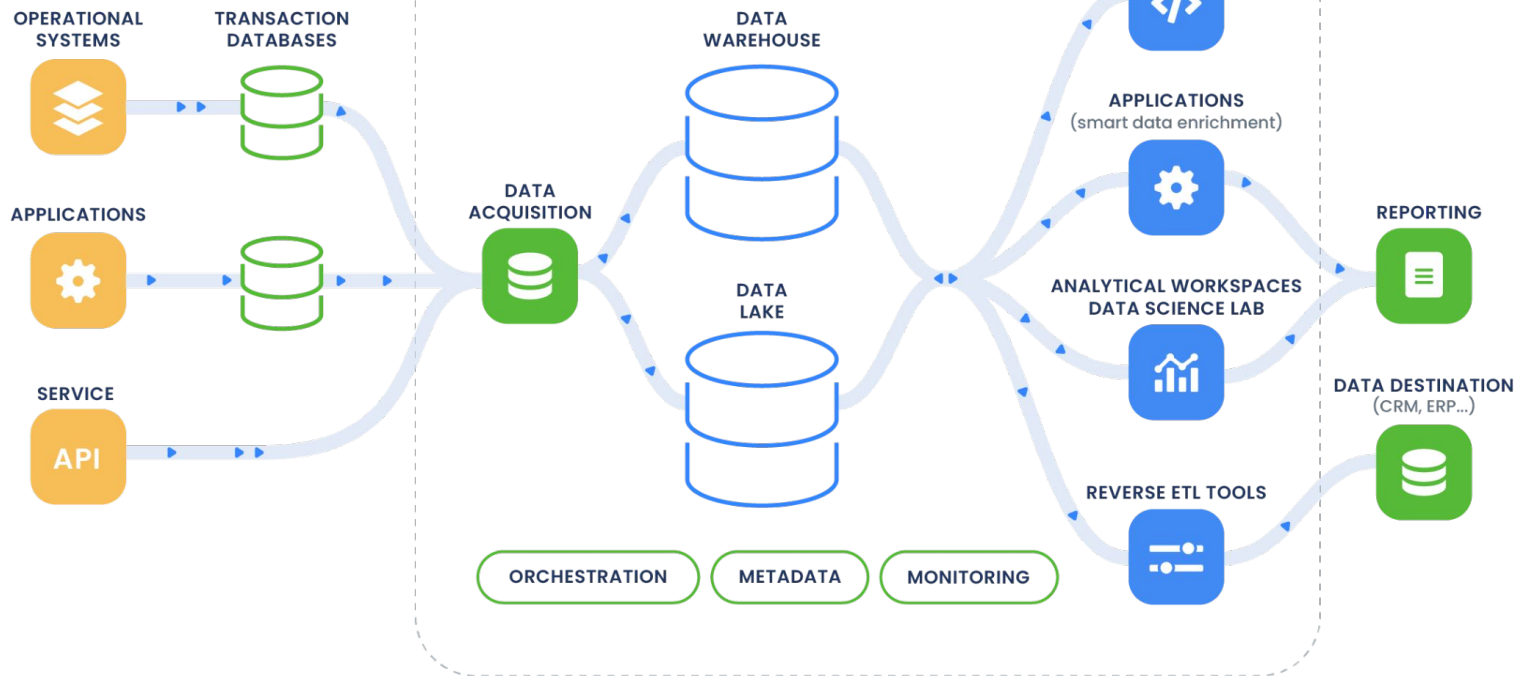 OPERATIONAL
SYSTEMS
TRANSACTION
DATABASES
DATA
WAREHOUSE
</>
APPLICATIONS
(smart data enrichment)
DATA
ACQUISITION
APPLICATIONS
REPORTING
ANALYTICAL WORKSPACES
DATA SCIENCE LAB
DATA
LAKE
SERVICE
API
DATA DESTINATION
(CRM, ERP...)
REVERSE ETL TOOLS
ORCHESTRATION
METADATA
MONITORING